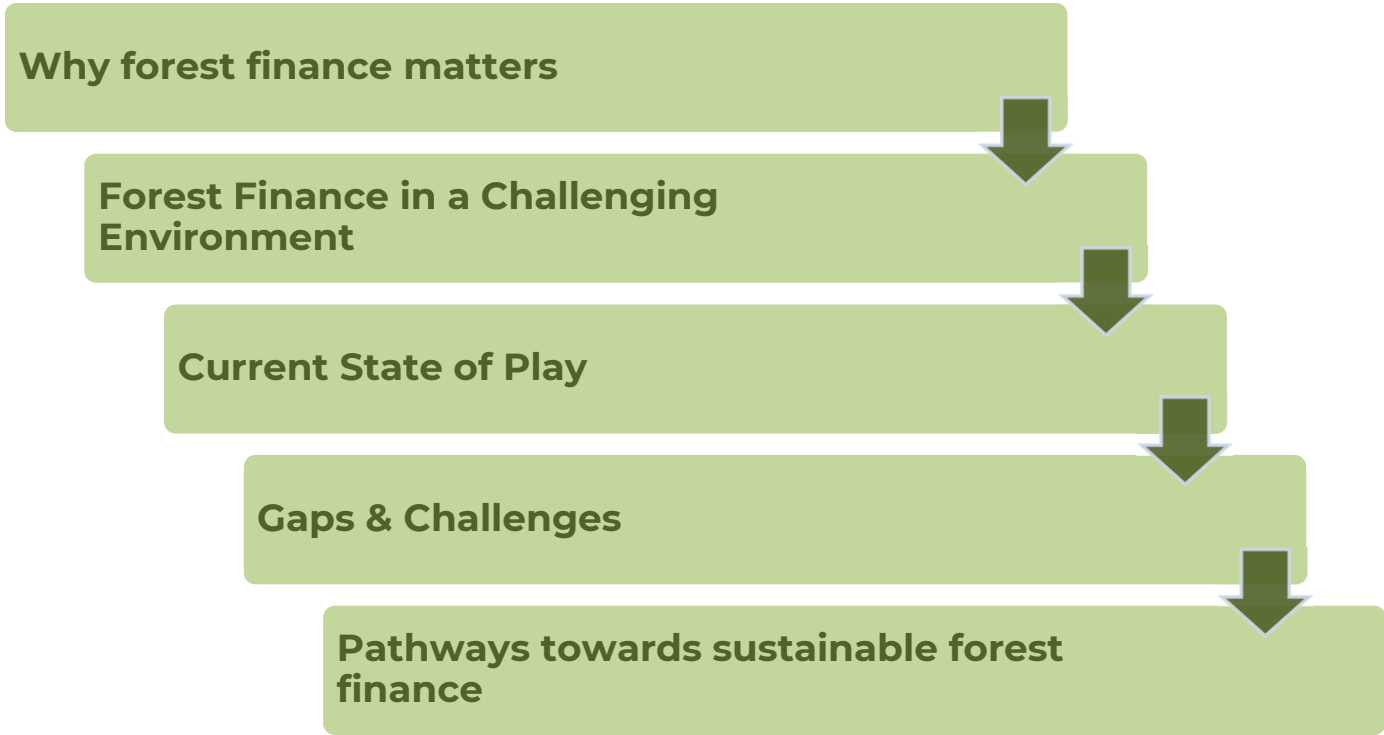 Why forest finance matters
Forest Finance in a Challenging
Environment
Current State of Play
Gaps & Challenges
Pathways towards sustainable forest
finance